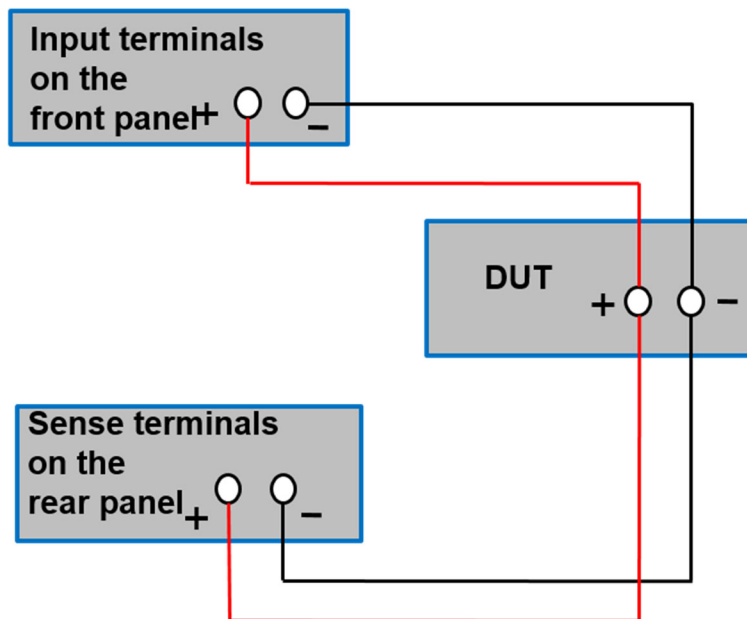 Input terminals
on the
front panel
+ −
DUT
+ −
Sense terminals
on the
rear panel
+ −